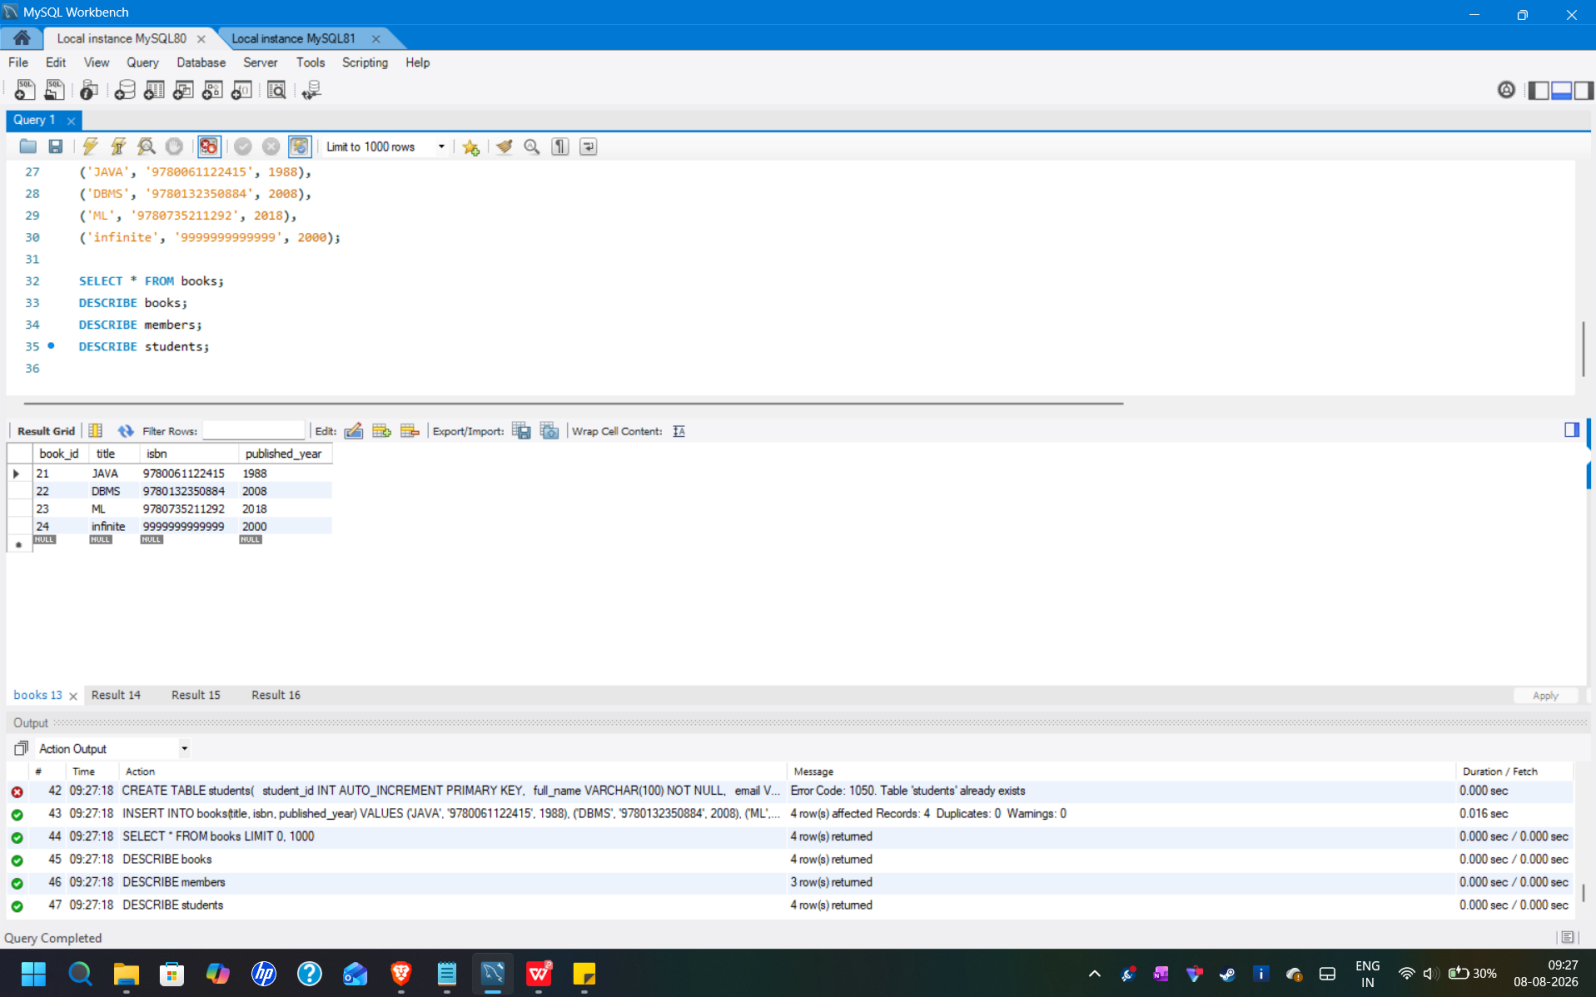 MySQL Workbench
Local instance MySQL80 Local instance MySQL81
File Edit View Query Database Server Tools Scripting Help
Query 1
Limit to 1000 rows
27 ('JAVA', '9780061122415', 1988),
28 ('DBMS', '9780132350884', 2008),
29 ('ML', '9780735211292', 2018),
30 ('infinite', '9999999999999', 2000);
31
32 SELECT * FROM books;
33 DESCRIBE books;
34 DESCRIBE members;
35 DESCRIBE students;
36
Result Grid Filter Rows: Edit: Export/Import: Wrap Cell Content:
book_id title isbn published_year
21 JAVA 9780061122415 1988
22 DBMS 9780132350884 2008
23 ML 9780735211292 2018
24 infinite 9999999999999 2000
NULL NULL NULL NULL
books 13 Result 14 Result 15 Result 16 Apply
Output
Action Output
# Time Action Message Duration / Fetch
42 09:27:18 CREATE TABLE students( student_id INT AUTO_INCREMENT PRIMARY KEY, full_name VARCHAR(100) NOT NULL, email V... Error Code: 1050. Table 'students' already exists 0.000 sec
43 09:27:18 INSERT INTO books(title, isbn, published_year) VALUES ('JAVA', '9780061122415', 1988), ('DBMS', '9780132350884', 2008), ('ML',... 4 row(s) affected Records: 4 Duplicates: 0 Warnings: 0 0.016 sec
44 09:27:18 SELECT * FROM books LIMIT 0, 1000 4 row(s) returned 0.000 sec / 0.000 sec
45 09:27:18 DESCRIBE books 4 row(s) returned 0.000 sec / 0.000 sec
46 09:27:18 DESCRIBE members 3 row(s) returned 0.000 sec / 0.000 sec
47 09:27:18 DESCRIBE students 4 row(s) returned 0.000 sec / 0.000 sec
Query Completed
ENG
IN
30%
09:27
08-08-2026